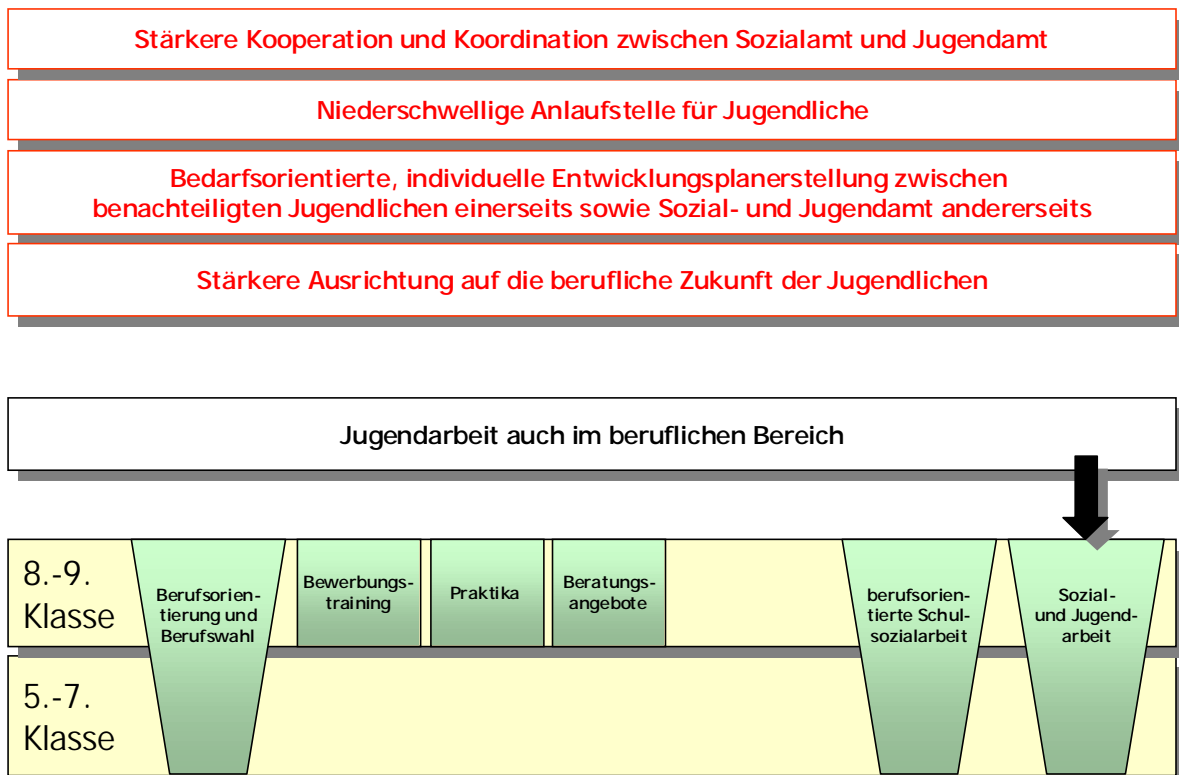 Stärkere Kooperation und Koordination zwischen Sozialamt und Jugendamt
Niederschwellige Anlaufstelle für Jugendliche
Bedarfsorientierte, individuelle Entwicklungsplanerstellung zwischen
benachteiligten Jugendlichen einerseits sowie Sozial- und Jugendamt andererseits
Stärkere Ausrichtung auf die berufliche Zukunft der Jugendlichen
Jugendarbeit auch im beruflichen Bereich
8.-9.
Klasse
Berufsorien-
tierung und
Berufswahl
Bewerbungs-
training
Praktika
Beratungs-
angebote
berufsorien-
tierte Schul-
sozialarbeit
Sozial-
und Jugend-
arbeit
5.-7.
Klasse